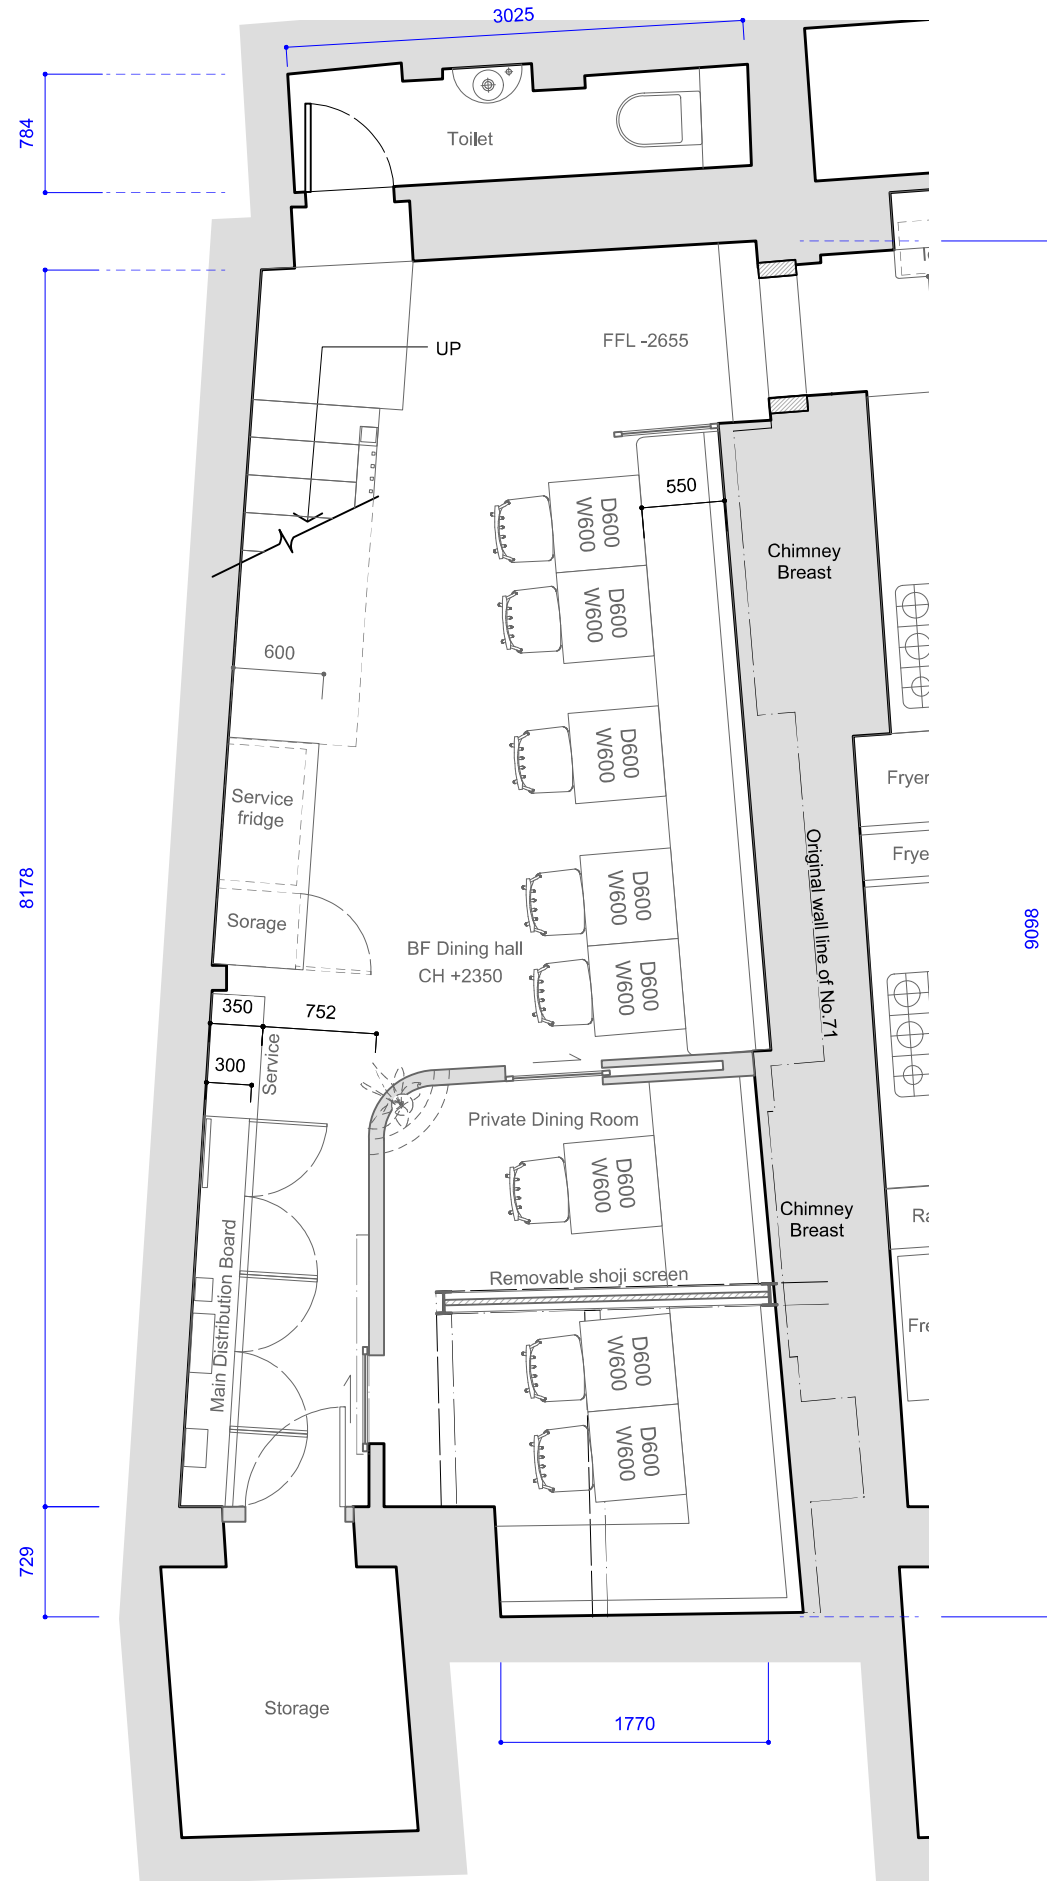 3025
784
Toilet
FFL -2655
UP
550
D600
W600
Chimney
Breast
D600
W600
600
D600
W600
Service
fridge
Fryer
Original wall line of No.71
Frye
8178
D600
W600
Sorage
9098
BF Dining hall
CH +2350
D600
W600
350
752
Service
300
Private Dining Room
D600
W600
Chimney
Breast
Ra
Main Distribution Board
Removable shoji screen
Fre
D600
W600
D600
W600
729
Storage
1770